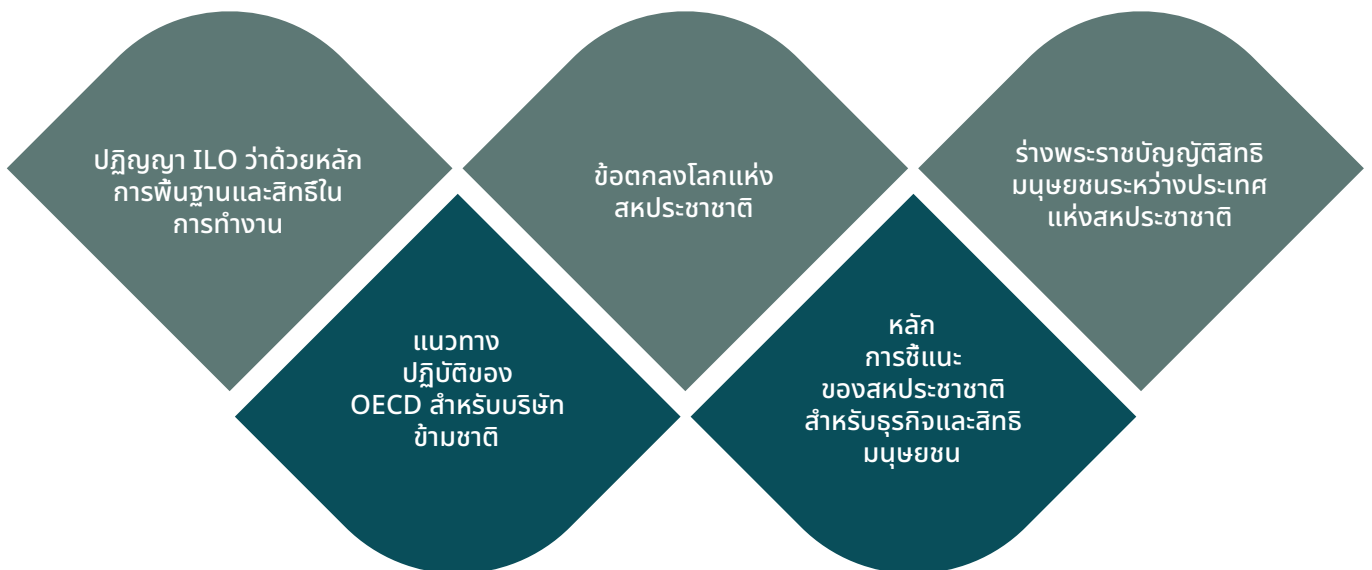 ปฏิญญา ILO ว่าด้วยหลัก
การพื้นฐานและสิทธิใน
การทำงาน
ข้อตกลงโลกแห่ง
สหประชาชาติ
ร่างพระราชบัญญัติสิทธิ
มนุษยชนระหว่างประเทศ
แห่งสหประชาชาติ
แนวทาง
ปฏิบัติของ
OECD สำหรับบริษัท
ข้ามชาติ
หลัก
การชี้แนะ
ของสหประชาชาติ
สำหรับธุรกิจและสิทธิ
มนุษยชน